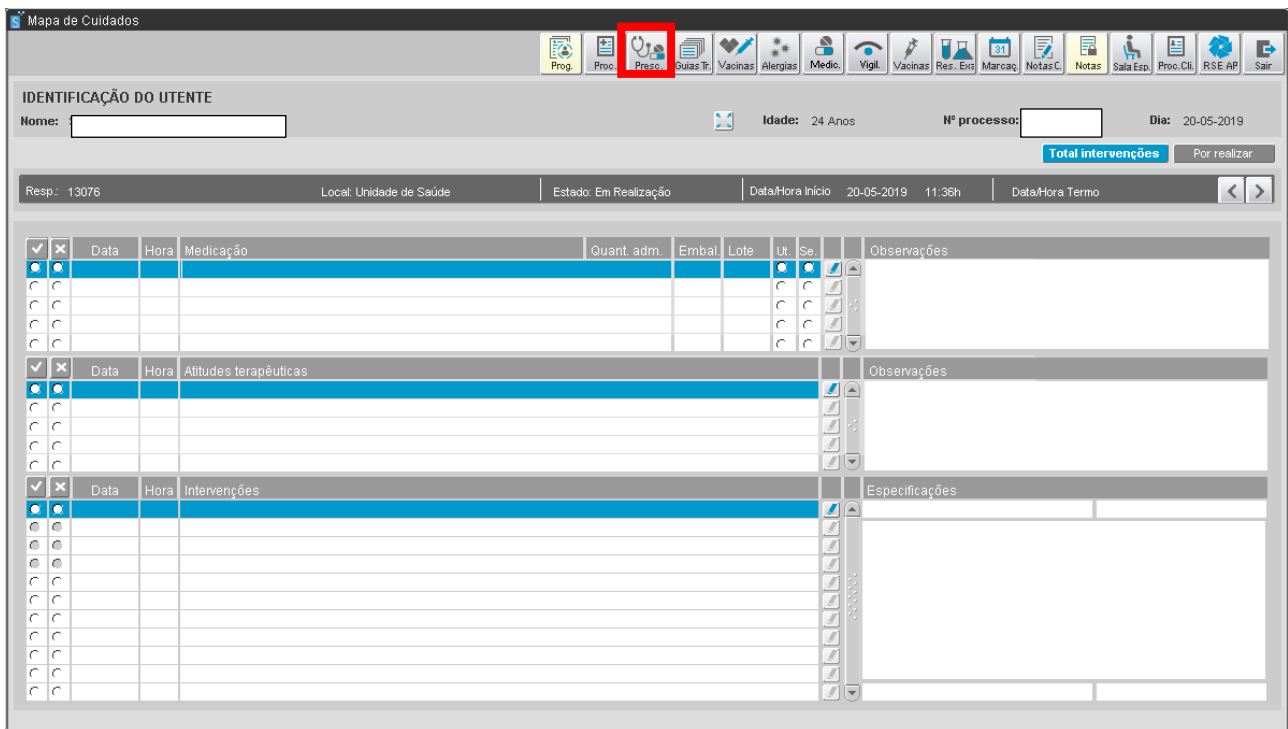 Mapa de Cuidados
Prog. Proc. Presc. Guias Tr. Vacinas Alergias Medic. Vigil. Vacinas Res. Exa Marcaç. Notas C. Notas Sala Esp. Proc. Cli. RSE AP Sair
IDENTIFICAÇÃO DO UTENTE
Nome: Idade: 24 Anos Nº processo: Dia: 20-05-2019
Total intervenções Por realizar
Resp.: 13076 Local: Unidade de Saúde Estado: Em Realização Data/Hora Início 20-05-2019 11:36h Data/Hora Termo
Data Hora Medicação Quant. adm. Embal. Lote Ut. Se. Observações
Data Hora Atitudes terapêuticas Observações
Data Hora Intervenções Especificações